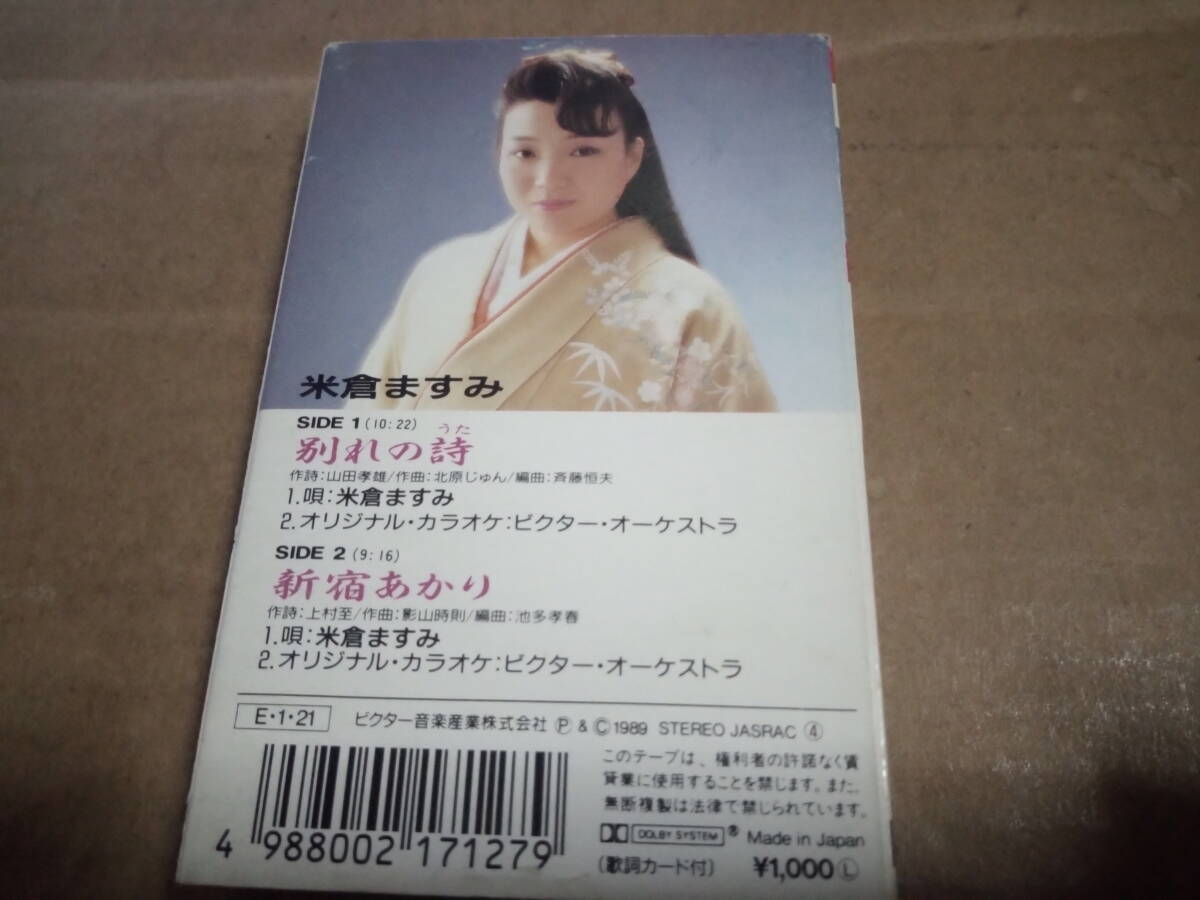 米倉ますみ
SIDE 1 (10:22)
うた
別れの詩
作詩:山田孝雄/作曲:北原じゅん/編曲:斉藤恒夫
1.唄:米倉ますみ
2.オリジナル・カラオケ:ビクター・オーケストラ
SIDE 2 (9:16)
新宿あかり
作詩:上村至/作曲:影山時則/編曲:池多孝春
1.唄:米倉ますみ
2.オリジナル・カラオケ:ビクター・オーケストラ
E・1・21 ビクター音楽産業株式会社 Ⓟ & Ⓒ 1989 STEREO JASRAC ④
このテープは、権利者の許諾なく賃
貸業に使用することを禁じます。また、
無断複製は法律で禁じられています。
DOLBY SYSTEM ® Made in Japan
(歌詞カード付) ¥1,000 Ⓛ
4 988002 171279